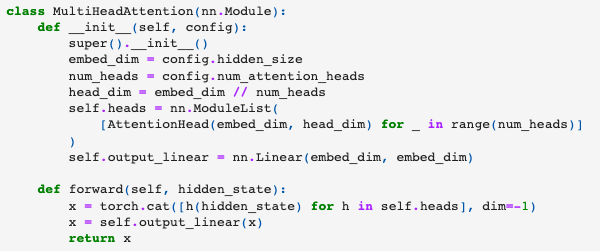 class MultiHeadAttention(nn.Module):
    def __init__(self, config):
        super().__init__()
        embed_dim = config.hidden_size
        num_heads = config.num_attention_heads
        head_dim = embed_dim // num_heads
        self.heads = nn.ModuleList(
            [AttentionHead(embed_dim, head_dim) for _ in range(num_heads)]
        )
        self.output_linear = nn.Linear(embed_dim, embed_dim)

    def forward(self, hidden_state):
        x = torch.cat([h(hidden_state) for h in self.heads], dim=-1)
        x = self.output_linear(x)
        return x